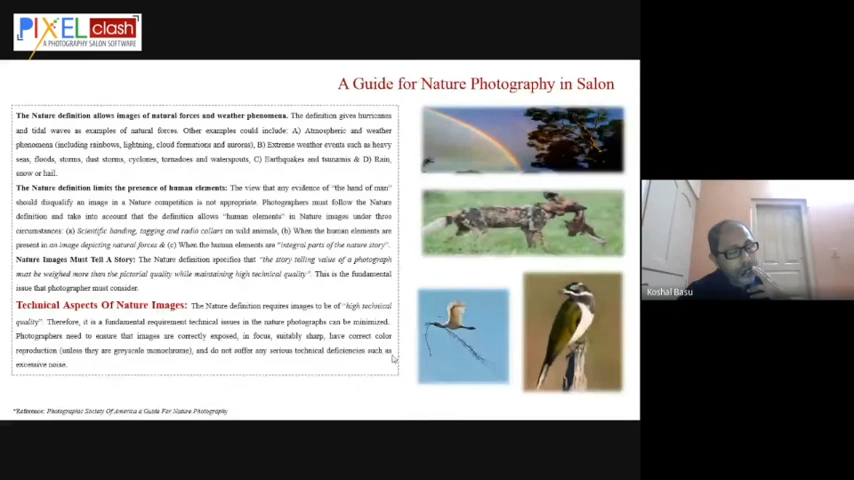 PIXEL clash
A PHOTOGRAPHY SALON SOFTWARE
A Guide for Nature Photography in Salon
The Nature definition allows images of natural forces and weather phenomena. The definition gives hurricanes
and tidal waves as examples of natural forces. Other examples could include: A) Atmospheric and weather
phenomena (including rainbows, lightning, cloud formations and aurora), B) Extreme weather events such as heavy
seas, floods, storms, dust storms, cyclones, tornadoes and waterspouts, C) Earthquakes and tsunamis & D) Rain,
snow or hail.
The Nature definition limits the presence of human elements: The view that any evidence of "the hand of man"
should disqualify an image in a Nature competition is not appropriate. Photographers must follow the Nature
definition and take into account that the definition allows "human elements" in Nature images under three
circumstances: (a) Scientific banding, tagging and radio collars on wild animals, (b) When the human elements are
present in an image depicting natural forces & (c) When the human elements are "integral parts of the nature story".
Nature Images Must Tell A Story: The Nature definition specifies that "the story telling value of a photograph
must be weighed more than the pictorial quality while maintaining high technical quality". This is the fundamental
issue that photographer must consider.
Technical Aspects Of Nature Images: The Nature definition requires images to be of "high technical
quality". Therefore, it is a fundamental requirement technical issues in the nature photographs can be minimized.
Photographers need to ensure that images are correctly exposed, in focus, suitably sharp, have correct color
reproduction (unless they are greyscale monochrome), and do not suffer any serious technical deficiencies such as
excessive noise.
*Reference: Photographic Society Of America & Guide For Nature Photography
Koshal Basu